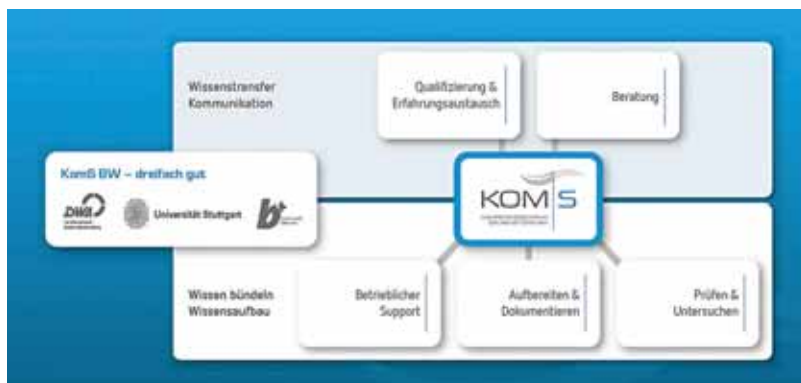 Wissenstransfer
Kommunikation
Qualifizierung &
Erfahrungsaustausch
Beratung
KomS BW – dreifach gut
DWA
Universität Stuttgart
KOM S
Wissen bündeln
Wissensaufbau
Betrieblicher
Support
Aufbereiten &
Dokumentieren
Prüfen &
Untersuchen